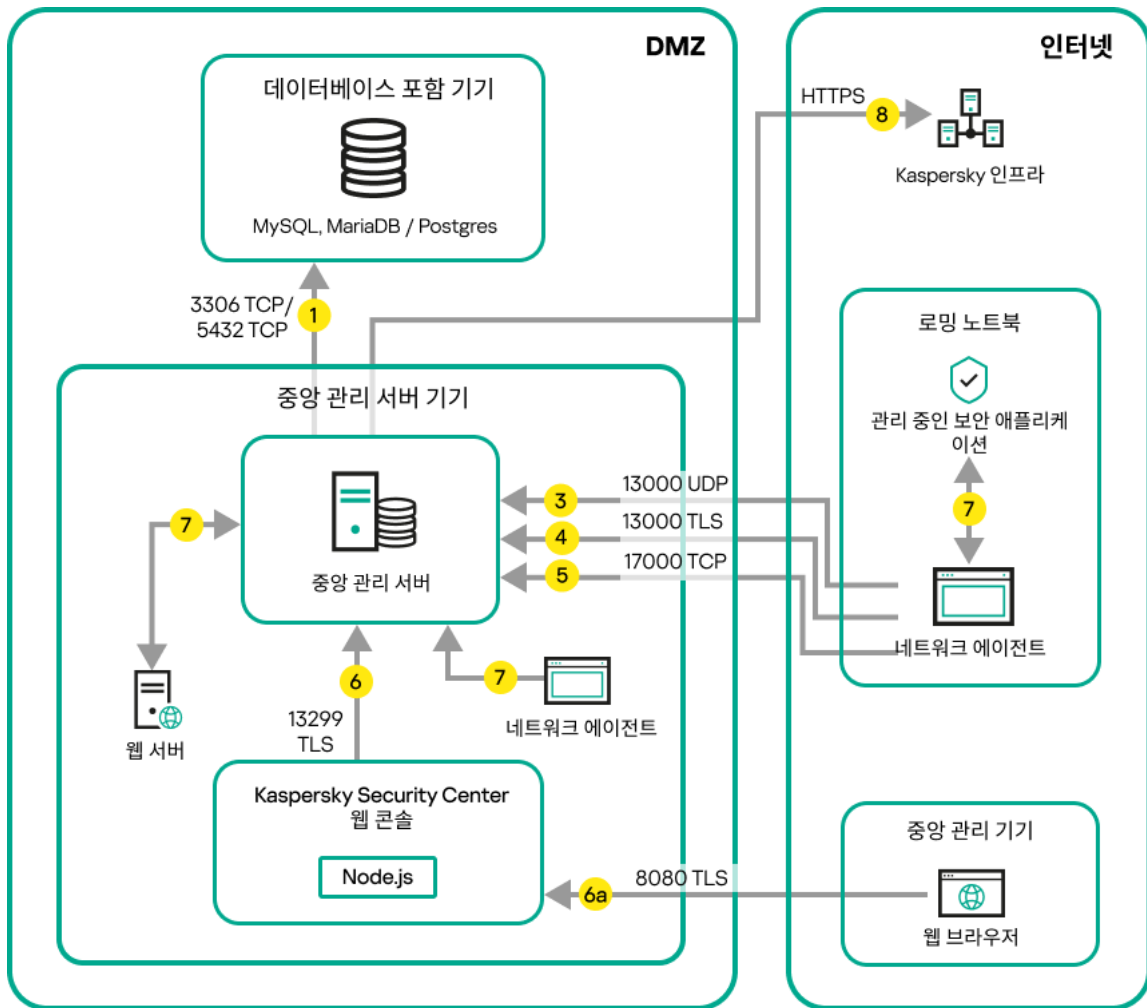 DMZ
인터넷
데이터베이스 포함 기기
MySQL, MariaDB / Postgres
HTTPS
8
Kaspersky 인프라
3306 TCP/
5432 TCP
1
로밍 노트북
관리 중인 보안 애플리케
이션
7
네트워크 에이전트
중앙 관리 서버 기기
중앙 관리 서버
3
13000 UDP
4
13000 TLS
5
17000 TCP
7
웹 서버
6
13299
TLS
7
네트워크 에이전트
Kaspersky Security Center
웹 콘솔
Node.js
6a
8080 TLS
중앙 관리 기기
웹 브라우저